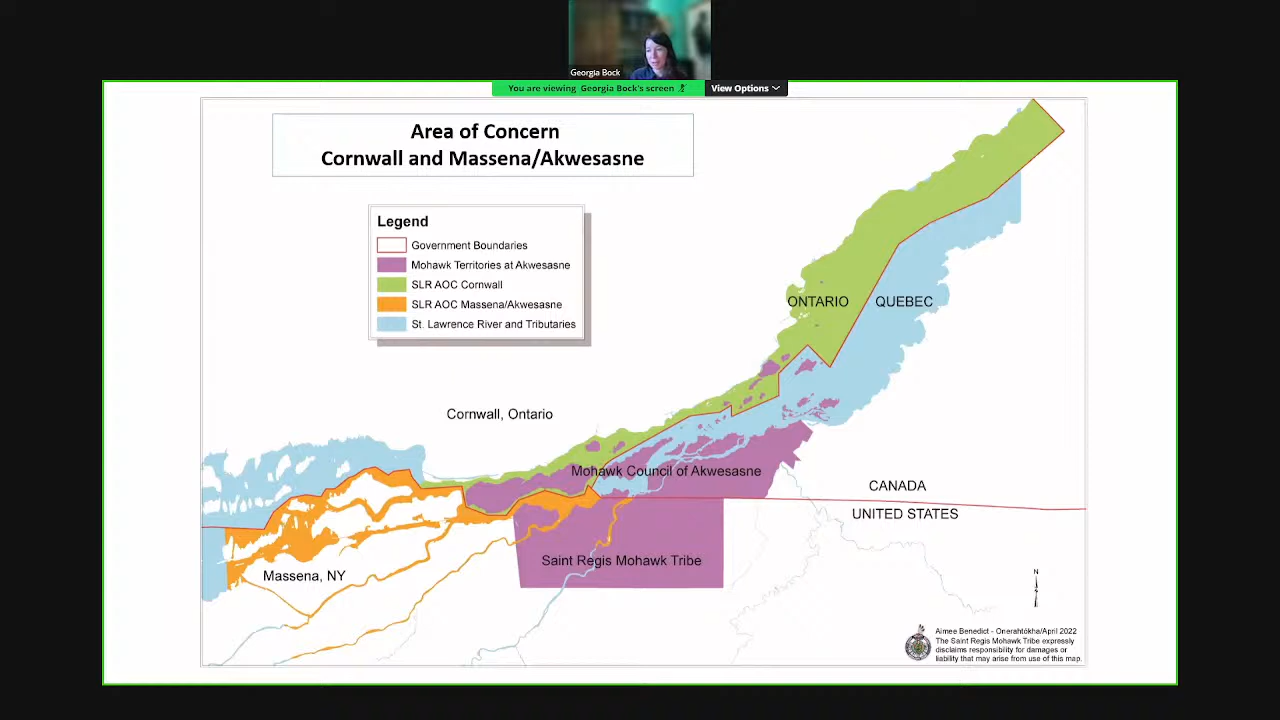 Georgia Bock
You are viewing Georgia Bock's screen
View Options
Area of Concern
Cornwall and Massena/Akwesasne
Legend
Government Boundaries
Mohawk Territories at Akwesasne
SLR AOC Cornwall
SLR AOC Massena/Akwesasne
St. Lawrence River and Tributaries
ONTARIO
QUEBEC
Cornwall, Ontario
Mohawk Council of Akwesasne
CANADA
UNITED STATES
Saint Regis Mohawk Tribe
Massena, NY
N
Aimee Benedict - Onerahtókha/April 2022
The Saint Regis Mohawk Tribe expressly
disclaims responsibility for damages or
liability that may arise from use of this map.